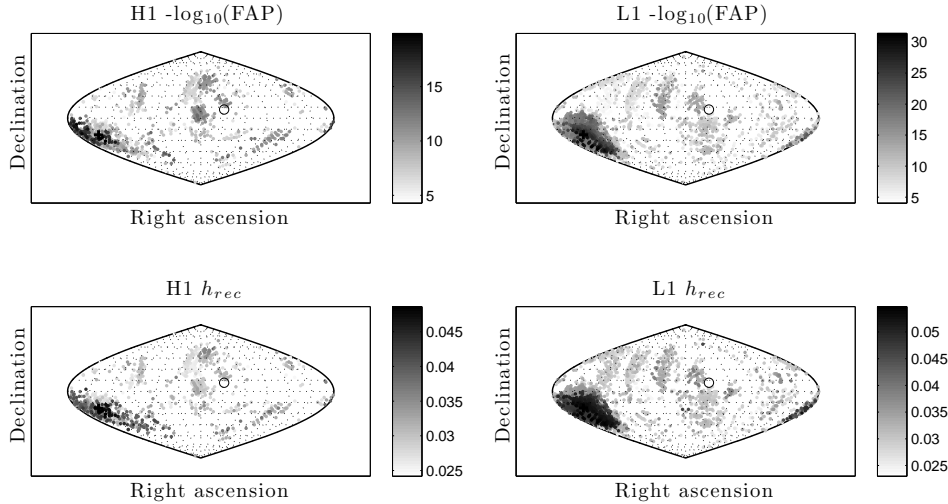 H1 -log₁₀(FAP)
Declination
Right ascension
15
10
5
L1 -log₁₀(FAP)
Declination
Right ascension
30
25
20
15
10
5
H1 h_rec
Declination
Right ascension
0.045
0.04
0.035
0.03
0.025
L1 h_rec
Declination
Right ascension
0.05
0.045
0.04
0.035
0.03
0.025